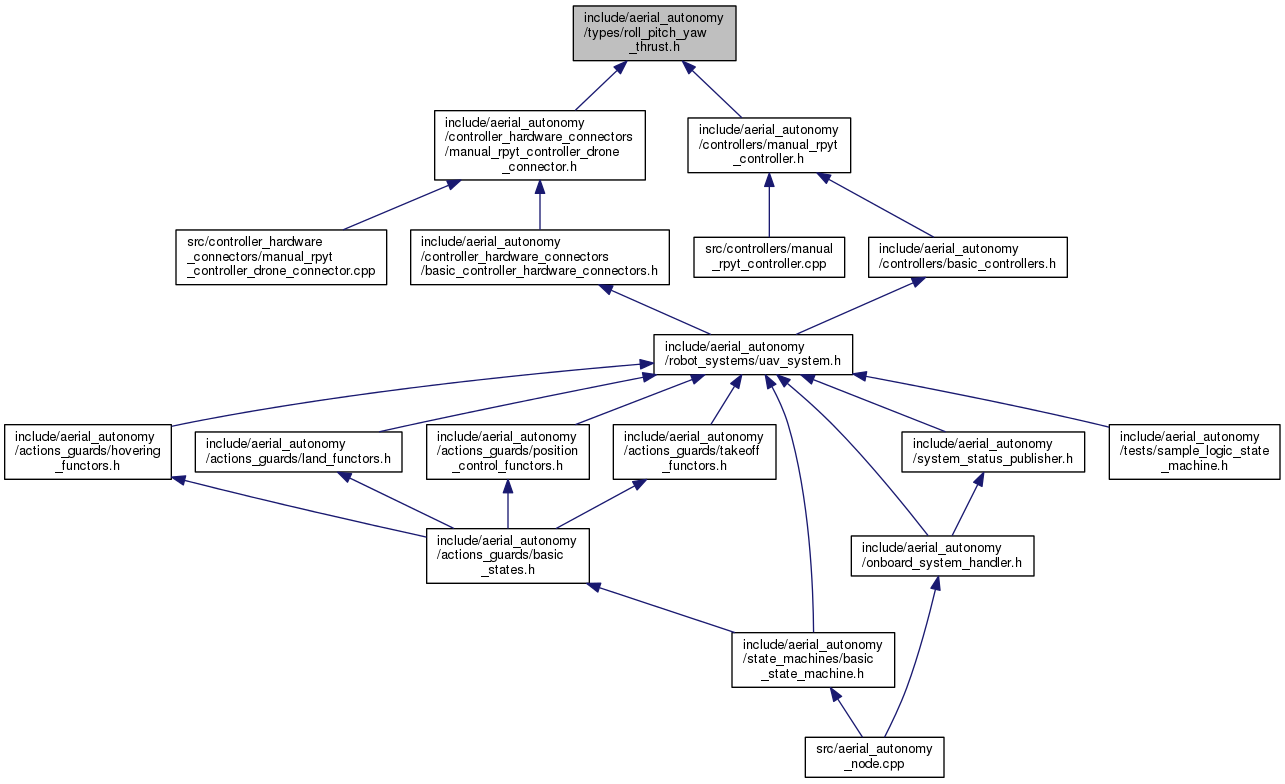 include/aerial_autonomy
/types/roll_pitch_yaw
_thrust.h
include/aerial_autonomy
/controller_hardware_connectors
/manual_rpyt_controller_drone
_connector.h
include/aerial_autonomy
/controllers/manual_rpyt
_controller.h
src/controller_hardware
_connectors/manual_rpyt
_controller_drone_connector.cpp
include/aerial_autonomy
/controller_hardware_connectors
/basic_controller_hardware_connectors.h
src/controllers/manual
_rpyt_controller.cpp
include/aerial_autonomy
/controllers/basic_controllers.h
include/aerial_autonomy
/robot_systems/uav_system.h
include/aerial_autonomy
/actions_guards/hovering
_functors.h
include/aerial_autonomy
/actions_guards/land_functors.h
include/aerial_autonomy
/actions_guards/position
_control_functors.h
include/aerial_autonomy
/actions_guards/takeoff
_functors.h
include/aerial_autonomy
/system_status_publisher.h
include/aerial_autonomy
/tests/sample_logic_state
_machine.h
include/aerial_autonomy
/actions_guards/basic
_states.h
include/aerial_autonomy
/onboard_system_handler.h
include/aerial_autonomy
/state_machines/basic
_state_machine.h
src/aerial_autonomy
_node.cpp